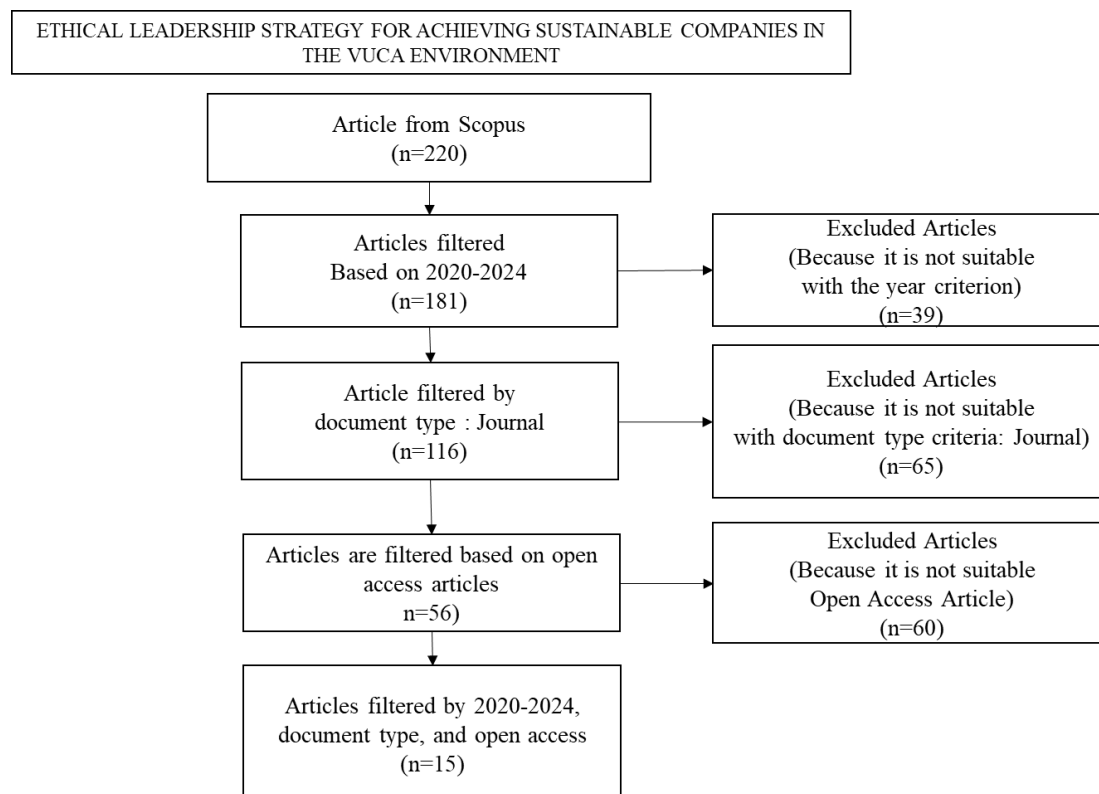 ETHICAL LEADERSHIP STRATEGY FOR ACHIEVING SUSTAINABLE COMPANIES IN
THE VUCA ENVIRONMENT
Article from Scopus
(n=220)
Articles filtered
Based on 2020-2024
(n=181)
Excluded Articles
(Because it is not suitable
with the year criterion)
(n=39)
Article filtered by
document type : Journal
(n=116)
Excluded Articles
(Because it is not suitable
with document type criteria: Journal)
(n=65)
Articles are filtered based on open
access articles
n=56)
Excluded Articles
(Because it is not suitable
Open Access Article)
(n=60)
Articles filtered by 2020-2024,
document type, and open access
(n=15)